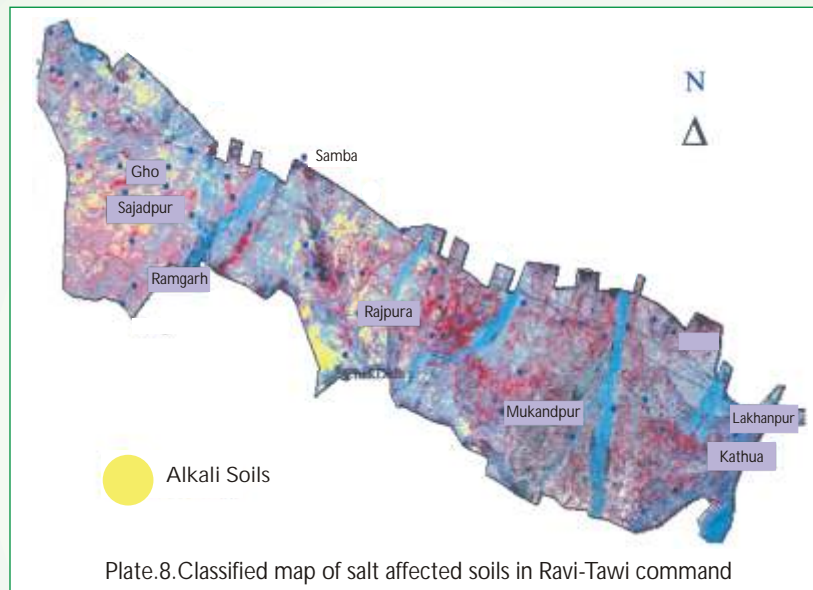 N
Samba
Gho
Sajadpur
Ramgarh
Rajpura
Mukandpur
Lakhanpur
Kathua
Alkali Soils
Plate.8.Classified map of salt affected soils in Ravi-Tawi command